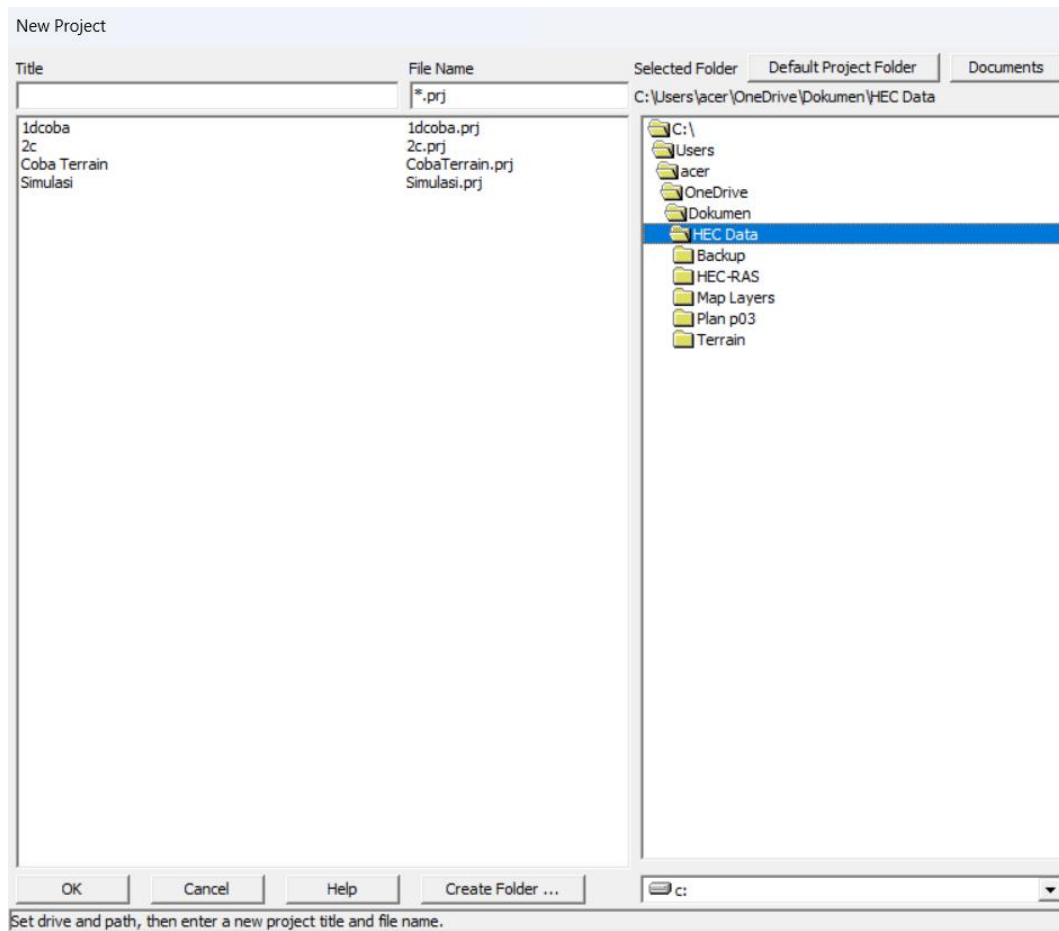 New Project
Title File Name Selected Folder Default Project Folder Documents
*.prj C:\Users\acer\OneDrive\Dokumen\HEC Data
1dcoba 1dcoba.prj
2c 2c.prj
Coba Terrain CobaTerrain.prj
Simulasi Simulasi.prj
C:\
Users
acer
OneDrive
Dokumen
HEC Data
Backup
HEC-RAS
Map Layers
Plan p03
Terrain
OK Cancel Help Create Folder ... c:
Set drive and path, then enter a new project title and file name.